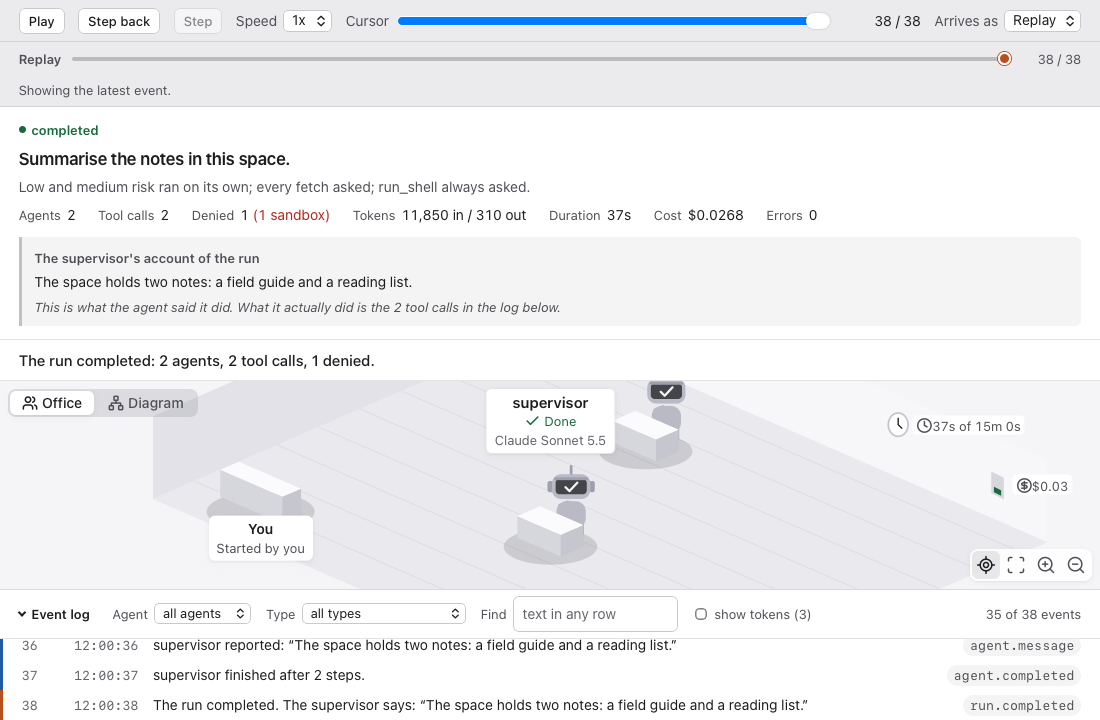 Play Step back Step Speed 1x Cursor 38 / 38 Arrives as Replay
Replay 38 / 38
Showing the latest event.
completed
Summarise the notes in this space.
Low and medium risk ran on its own; every fetch asked; run_shell always asked.
Agents 2 Tool calls 2 Denied 1 (1 sandbox) Tokens 11,850 in / 310 out Duration 37s Cost $0.0268 Errors 0
The supervisor's account of the run
The space holds two notes: a field guide and a reading list.
This is what the agent said it did. What it actually did is the 2 tool calls in the log below.
The run completed: 2 agents, 2 tool calls, 1 denied.
Office Diagram
supervisor
Done
Claude Sonnet 5.5
37s of 15m 0s
$0.03
You
Started by you
Event log Agent all agents Type all types Find text in any row show tokens (3) 35 of 38 events
36 12:00:36 supervisor reported: “The space holds two notes: a field guide and a reading list.” agent.message
37 12:00:37 supervisor finished after 2 steps. agent.completed
38 12:00:38 The run completed. The supervisor says: “The space holds two notes: a field guide and a reading list.” run.completed